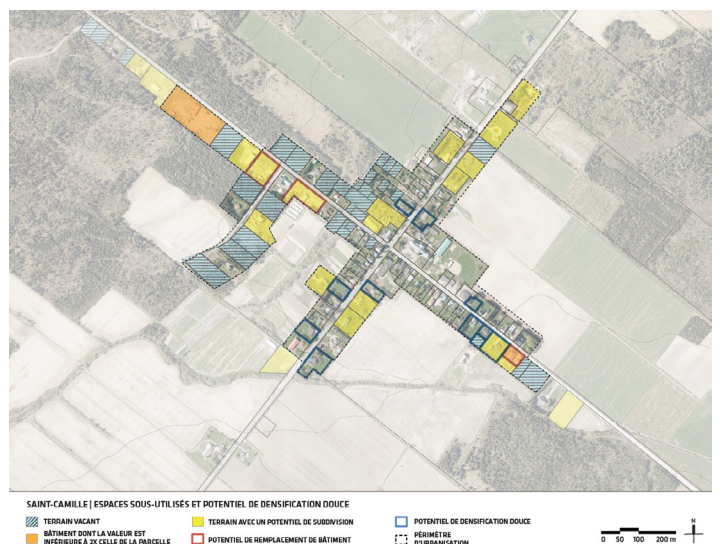 SAINT-CAMILLE | ESPACES SOUS-UTILISÉS ET POTENTIEL DE DENSIFICATION DOUCE
TERRAIN VACANT
TERRAIN AVEC UN POTENTIEL DE SUBDIVISION
POTENTIEL DE DENSIFICATION DOUCE
BÂTIMENT DONT LA VALEUR EST
INFÉRIEURE À 2X CELLE DE LA PARCELLE
POTENTIEL DE REMPLACEMENT DE BÂTIMENT
PÉRIMÈTRE
D'URBANISATION
0 50 100 200 m
N